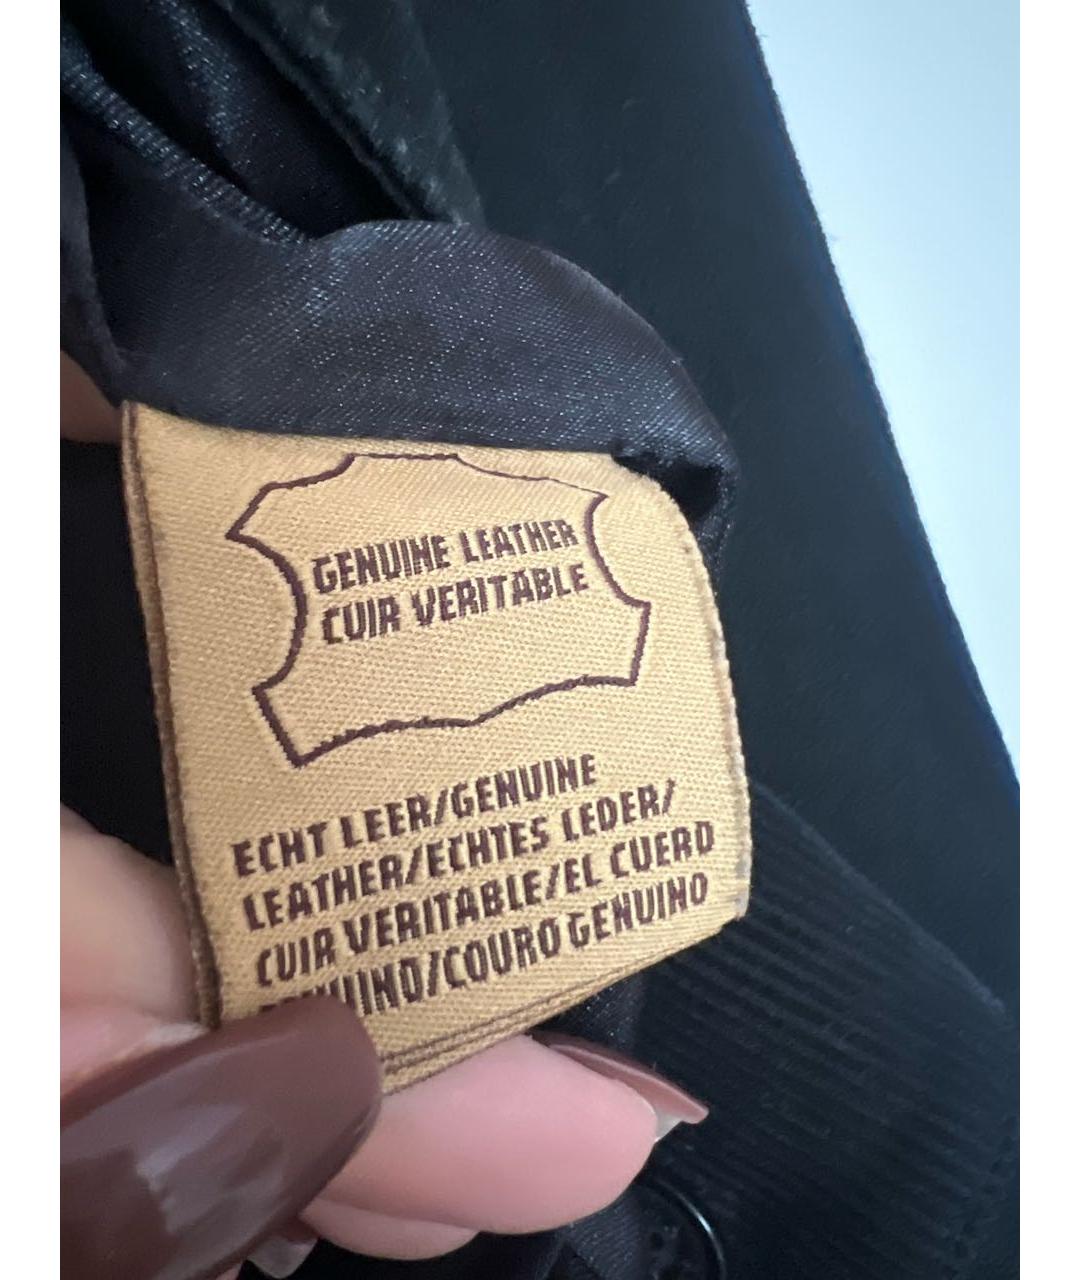 GENUINE LEATHER
CUIR VERITABLE
ECHT LEER/GENUINE
LEATHER/ECHTES LEDER/
CUIR VERITABLE/EL CUERO
COURO GENUINO